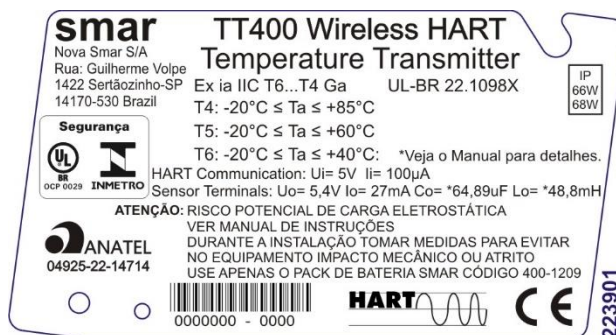 smar
Nova Smar S/A
Rua: Guilherme Volpe
1422 Sertãozinho-SP
14170-530 Brazil
TT400 Wireless HART
Temperature Transmitter
Ex ia IIC T6...T4 Ga UL-BR 22.1098X
T4: -20°C ≤ Ta ≤ +85°C
T5: -20°C ≤ Ta ≤ +60°C
T6: -20°C ≤ Ta ≤ +40°C: *Veja o Manual para detalhes.
IP
66W
68W
Segurança
UL
BR
OCP 0029 INMETRO
HART Communication: Ui= 5V Ii= 100µA
Sensor Terminals: Uo= 5,4V Io= 27mA Co= *64,89uF Lo= *48,8mH
ATENÇÃO: RISCO POTENCIAL DE CARGA ELETROSTÁTICA
VER MANUAL DE INSTRUÇÕES
DURANTE A INSTALAÇÃO TOMAR MEDIDAS PARA EVITAR
NO EQUIPAMENTO IMPACTO MECÂNICO OU ATRITO
USE APENAS O PACK DE BATERIA SMAR CÓDIGO 400-1209
ANATEL
04925-22-14714
0000000 - 0000
HART
CE